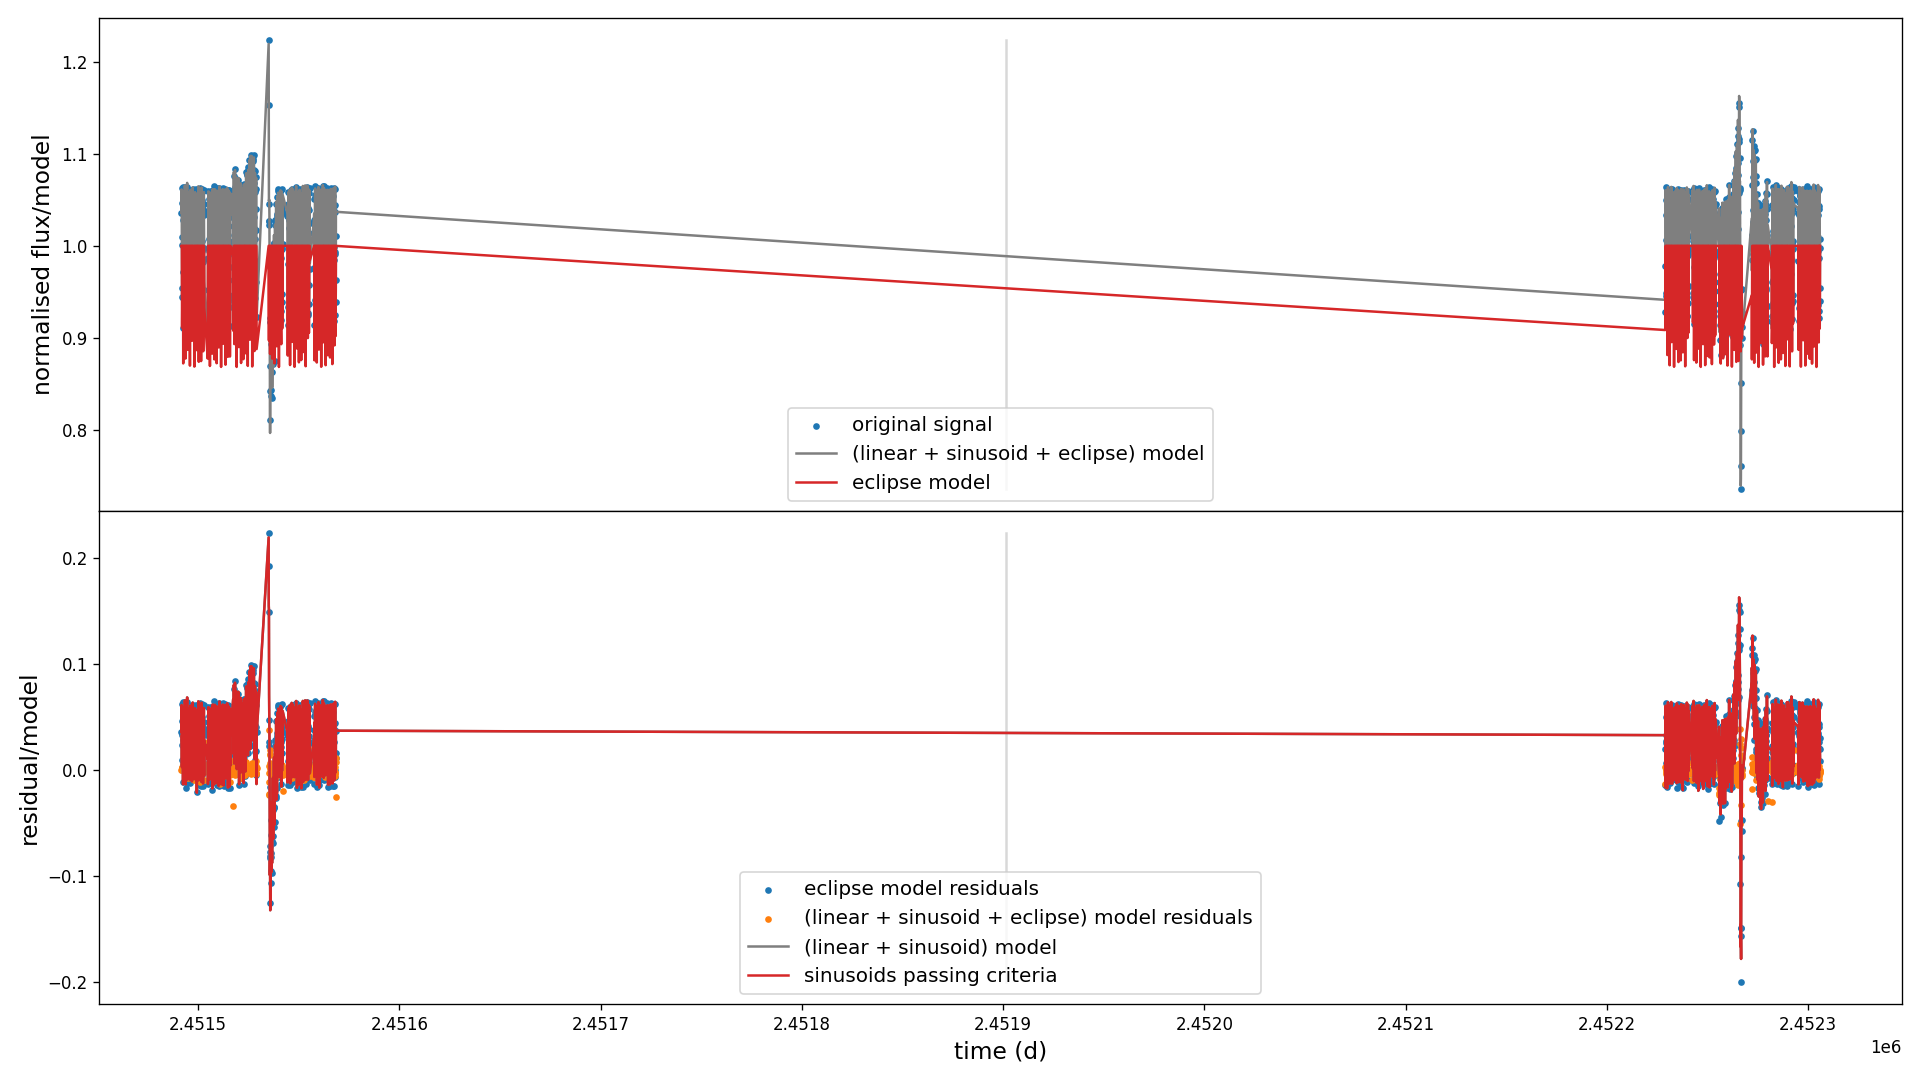 normalised flux/model
1.2
1.1
1.0
0.9
0.8
original signal
(linear + sinusoid + eclipse) model
eclipse model
residual/model
0.2
0.1
0.0
−0.1
−0.2
eclipse model residuals
(linear + sinusoid + eclipse) model residuals
(linear + sinusoid) model
sinusoids passing criteria
2.4515 2.4516 2.4517 2.4518 2.4519 2.4520 2.4521 2.4522 2.4523
1e6
time (d)